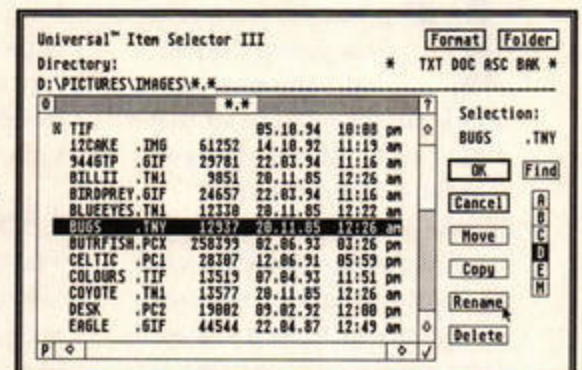 Universal™ Item Selector III
Format Folder
Directory:
* TXT DOC ASC BAK *
D:\PICTURES\IMAGES\*.*
*.* ?
TIF 05.10.94 10:08 pm
12CAKE .IMG 61252 14.10.92 11:19 am
944GTP .GIF 29781 22.03.94 11:16 am
BILLII .TN1 9851 20.11.85 12:26 am
BIRDPREY.GIF 24657 22.03.94 11:16 am
BLUEEYES.TN1 12338 20.11.85 12:22 am
BUGS .TNY 12937 20.11.85 12:26 am
BUTRFISH.PCX 258399 02.06.93 03:26 pm
CELTIC .PC1 28307 12.06.91 05:59 pm
COLOURS .TIF 13519 07.04.93 11:51 pm
COYOTE .TN1 13577 20.11.85 12:26 am
DESK .PC2 19002 09.02.92 12:00 pm
EAGLE .GIF 44544 22.04.87 12:49 am
P
Selection:
BUGS .TNY
OK Find
Cancel
Move
Copy
Rename
Delete
A
B
C
D
E
M